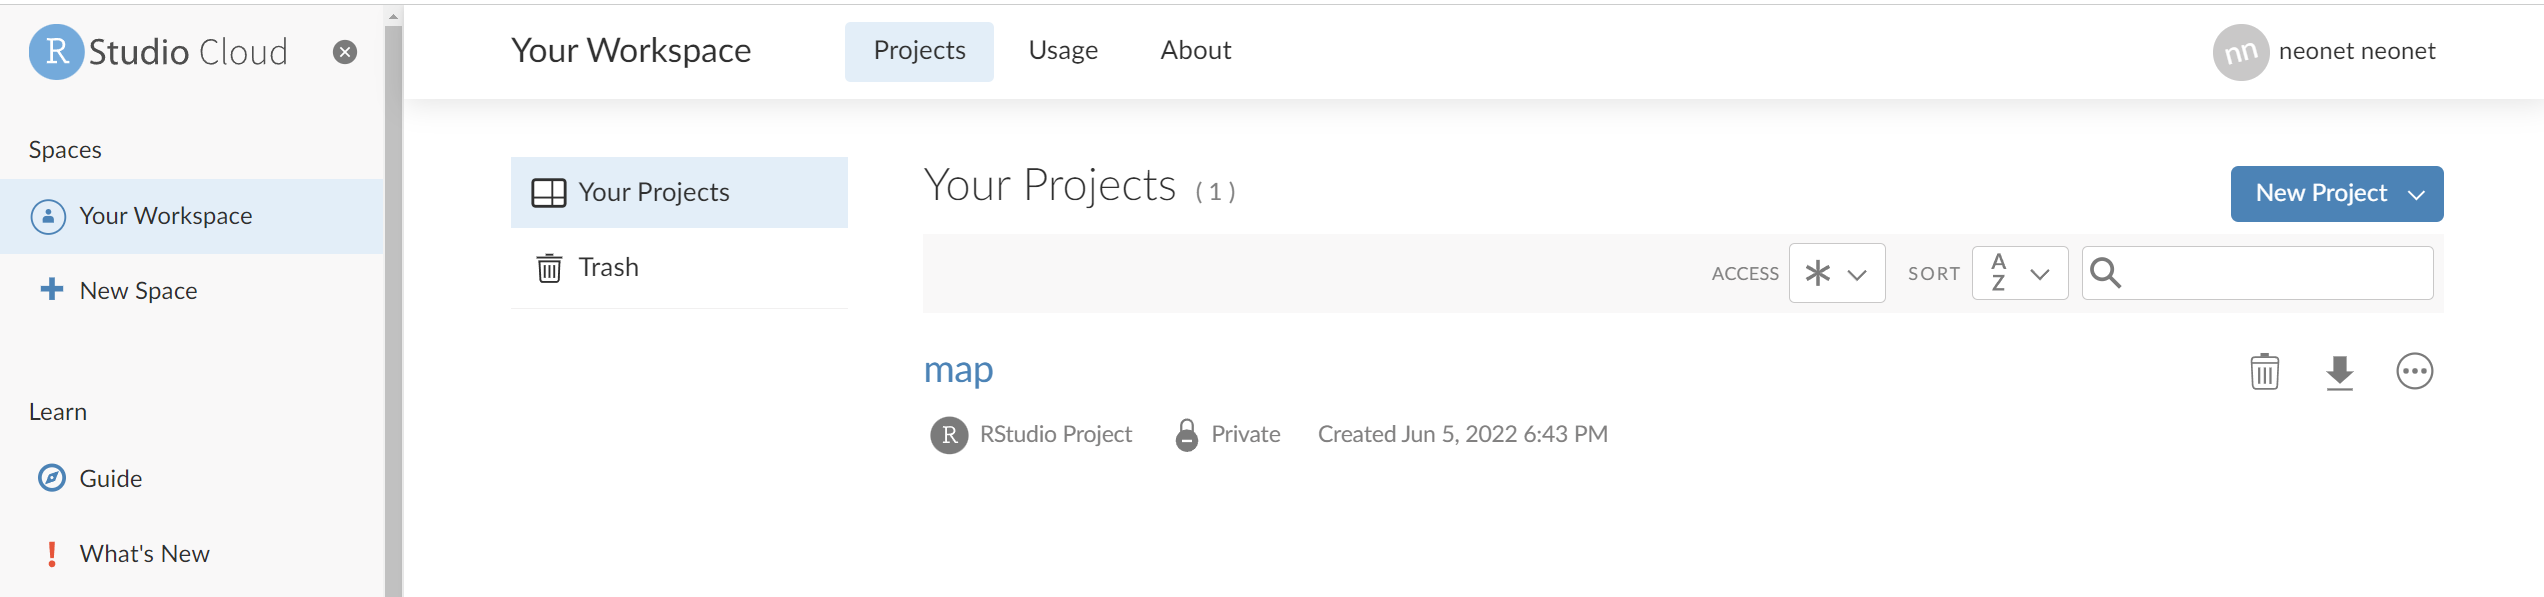 R Studio Cloud
Spaces
Your Workspace
New Space
Learn
Guide
What's New
Your Workspace
Projects
Usage
About
nn
neonet neonet
Your Projects
Trash
Your Projects (1)
New Project
ACCESS
SORT
A
Z
map
R RStudio Project
Private
Created Jun 5, 2022 6:43 PM